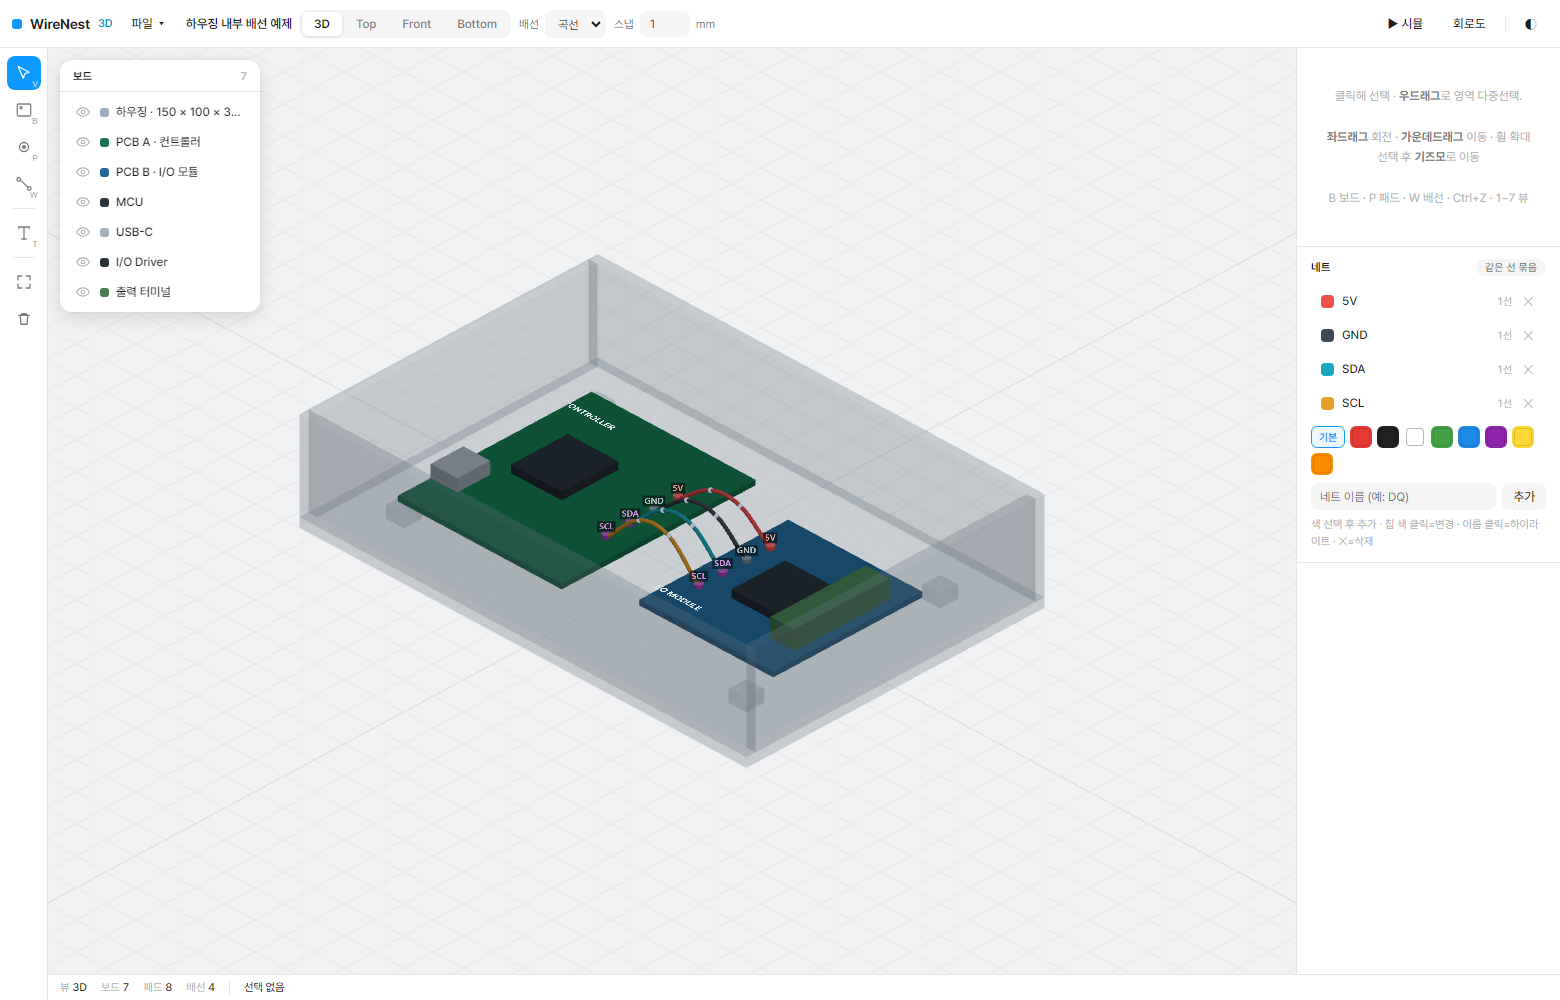 WireNest 3D 파일 하우징 내부 배선 예제 3D Top Front Bottom 배선 곡선 스냅 1 mm ▶ 시뮬 회로도
V
B
P
W
T
보드 7
하우징 · 150 × 100 × 3...
PCB A · 컨트롤러
PCB B · I/O 모듈
MCU
USB-C
I/O Driver
출력 터미널
ONTROLLER
5V
GND
SDA
SCL
5V
GND
SDA
SCL
O MODULE
클릭해 선택 · 우드래그로 영역 다중선택.
좌드래그 회전 · 가운데드래그 이동 · 휠 확대
선택 후 기즈모로 이동
B 보드 · P 패드 · W 배선 · Ctrl+Z · 1~7 뷰
네트 같은 선 묶음
5V 1선
GND 1선
SDA 1선
SCL 1선
기본
네트 이름 (예: DQ) 추가
색 선택 후 추가 · 칩 색 클릭=변경 · 이름 클릭=하이라
이트 · ×=삭제
뷰 3D 보드 7 패드 8 배선 4 선택 없음